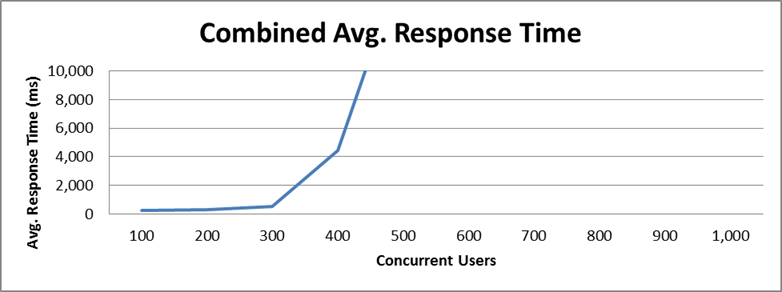 Combined Avg. Response Time
Avg. Response Time (ms)
10,000
8,000
6,000
4,000
2,000
0
100 200 300 400 500 600 700 800 900 1,000
Concurrent Users